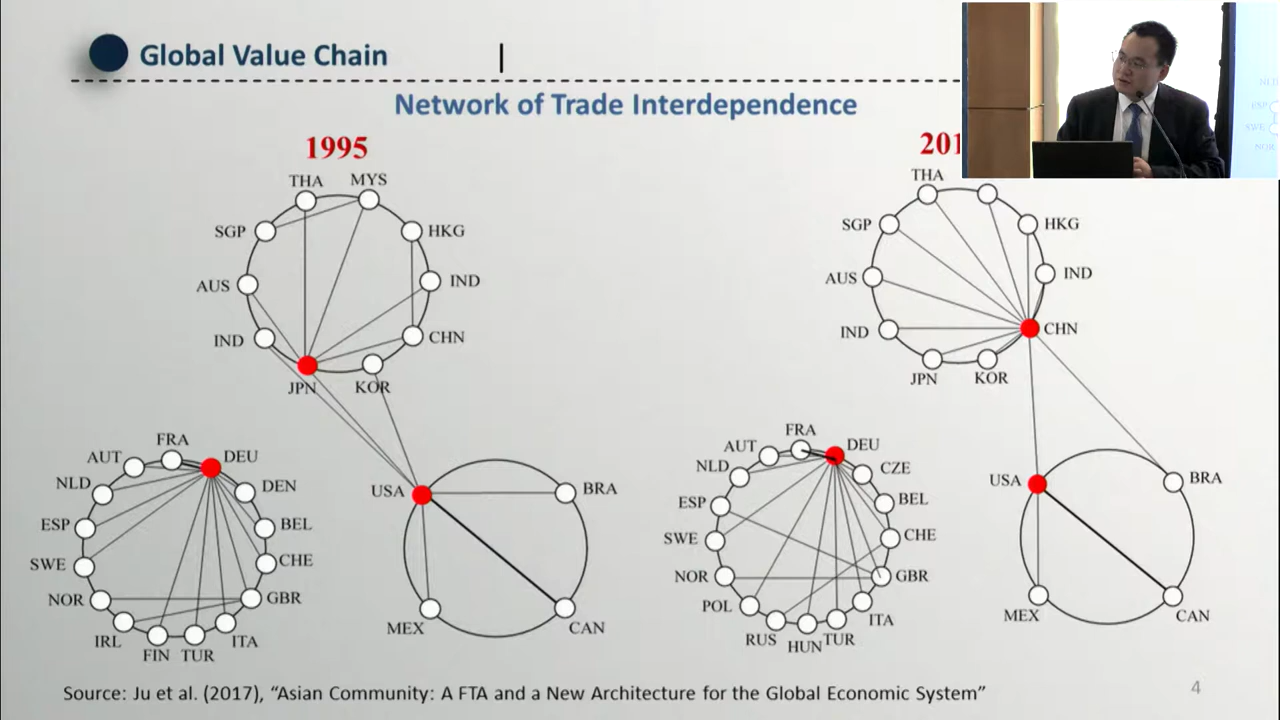 Global Value Chain |
Network of Trade Interdependence
1995
THA MYS
SGP HKG
AUS IND
IND CHN
JPN KOR
FRA
AUT DEU
NLD DEN
ESP BEL
SWE CHE
NOR GBR
IRL ITA
FIN TUR
USA BRA
MEX CAN
THA
SGP HKG
AUS IND
IND CHN
JPN KOR
FRA
AUT DEU
NLD CZE
ESP BEL
SWE CHE
NOR GBR
POL ITA
RUS HUN TUR
USA BRA
MEX CAN
Source: Ju et al. (2017), “Asian Community: A FTA and a New Architecture for the Global Economic System”
4
ESP
SWE
NOR